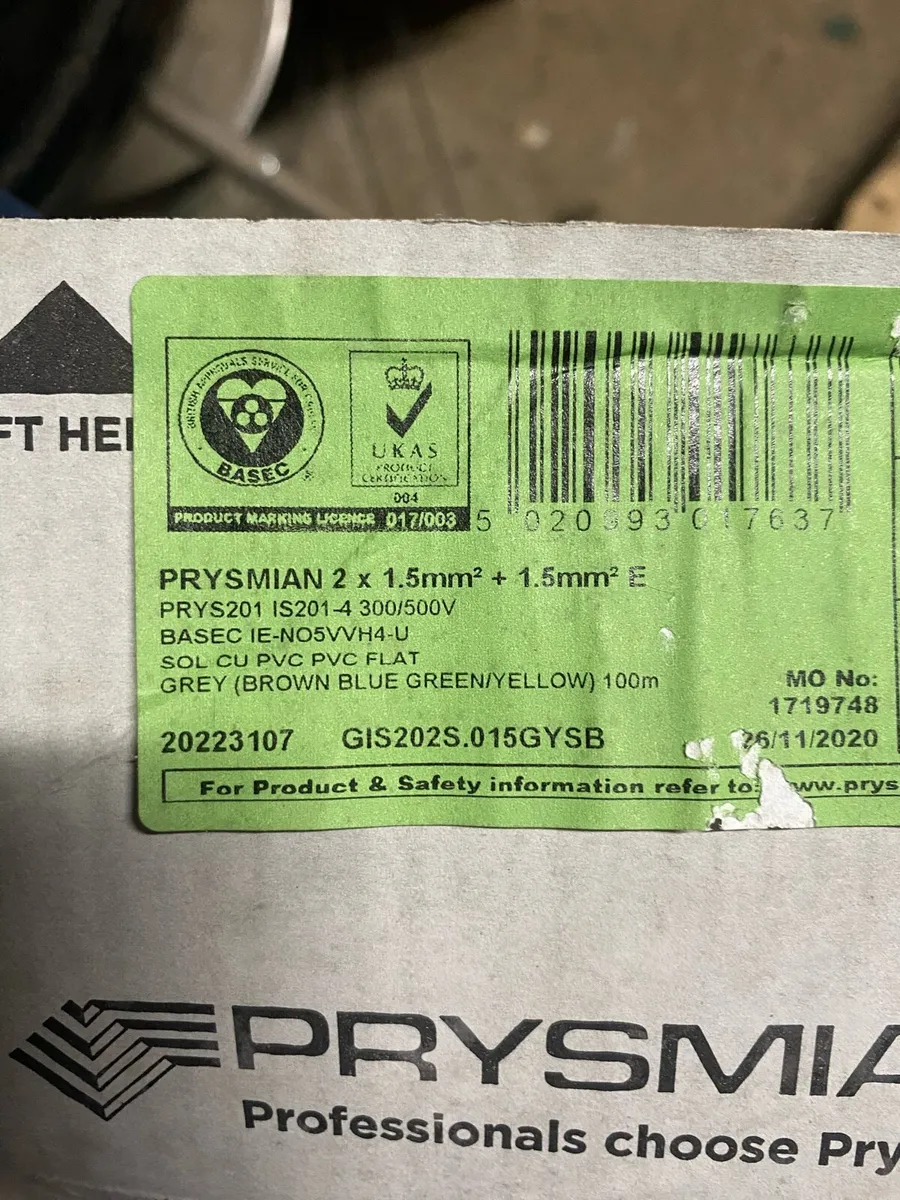 FT HE
BRITISH APPROVALS SERVICE FOR CABLES
BASEC
UKAS
PRODUCT
CERTIFICATION
004
PRODUCT MARKING LICENCE 017/003
5 020693 017637
PRYSMIAN 2 x 1.5mm² + 1.5mm² E
PRYS201 IS201-4 300/500V
BASEC IE-NO5VVH4-U
SOL CU PVC PVC FLAT
GREY (BROWN BLUE GREEN/YELLOW) 100m
MO No:
1719748
20223107 GIS202S.015GYSB 26/11/2020
For Product & Safety information refer to: www.prys
PRYSMIA
Professionals choose Pry